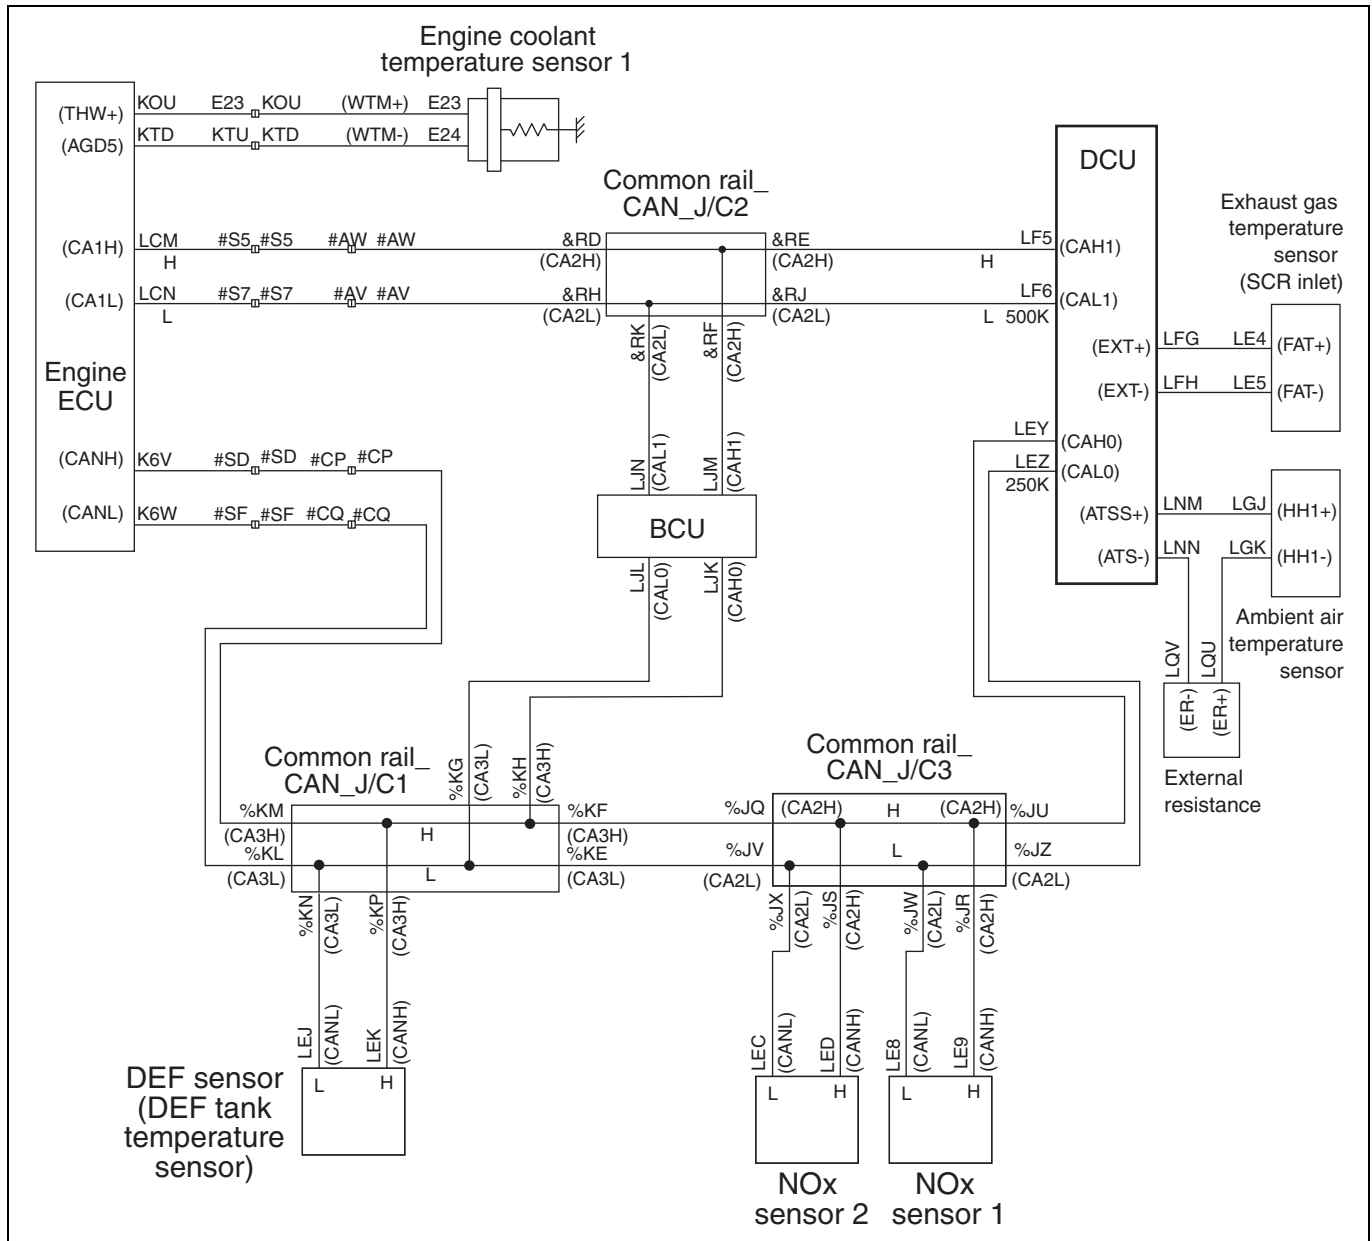 Engine coolant
temperature sensor 1
(THW+) KOU E23 KOU (WTM+) E23
(AGD5) KTD KTU KTD (WTM-) E24
Common rail_
CAN_J/C2
DCU
Exhaust gas
temperature
sensor
(SCR inlet)
(CA1H) LCM #S5 #S5 #AW #AW &RD &RE LF5 (CAH1)
H (CA2H) (CA2H) H
(CA1L) LCN #S7 #S7 #AV #AV &RH &RJ LF6 (CAL1)
L (CA2L) (CA2L) L 500K
&RK (CA2L) &RF (CA2H)
(EXT+) LFG LE4 (FAT+)
(EXT-) LFH LE5 (FAT-)
Engine
ECU
LEY (CAH0)
LEZ (CAL0)
250K
(CANH) K6V #SD #SD #CP #CP
(CANL) K6W #SF #SF #CQ #CQ
LJN (CAL1) LJM (CAH1)
BCU
LJL (CAL0) LJK (CAH0)
(ATSS+) LNM LGJ (HH1+)
(ATS-) LNN LGK (HH1-)
Ambient air
temperature
sensor
LQV LQU
(ER-) (ER+)
External
resistance
Common rail_
CAN_J/C1
%KG (CA3L) %KH (CA3H)
Common rail_
CAN_J/C3
%KM %KF %JQ (CA2H) H (CA2H) %JU
(CA3H) H (CA3H)
%KL %KE %JV L %JZ
(CA3L) L (CA3L) (CA2L) (CA2L)
%KN (CA3L) %KP (CA3H)
%JX (CA2L) %JS (CA2H) %JW (CA2L) %JR (CA2H)
LEJ (CANL) LEK (CANH)
LEC (CANL) LED (CANH) LE8 (CANL) LE9 (CANH)
L H
L H L H
DEF sensor
(DEF tank
temperature
sensor)
NOx
sensor 2
NOx
sensor 1